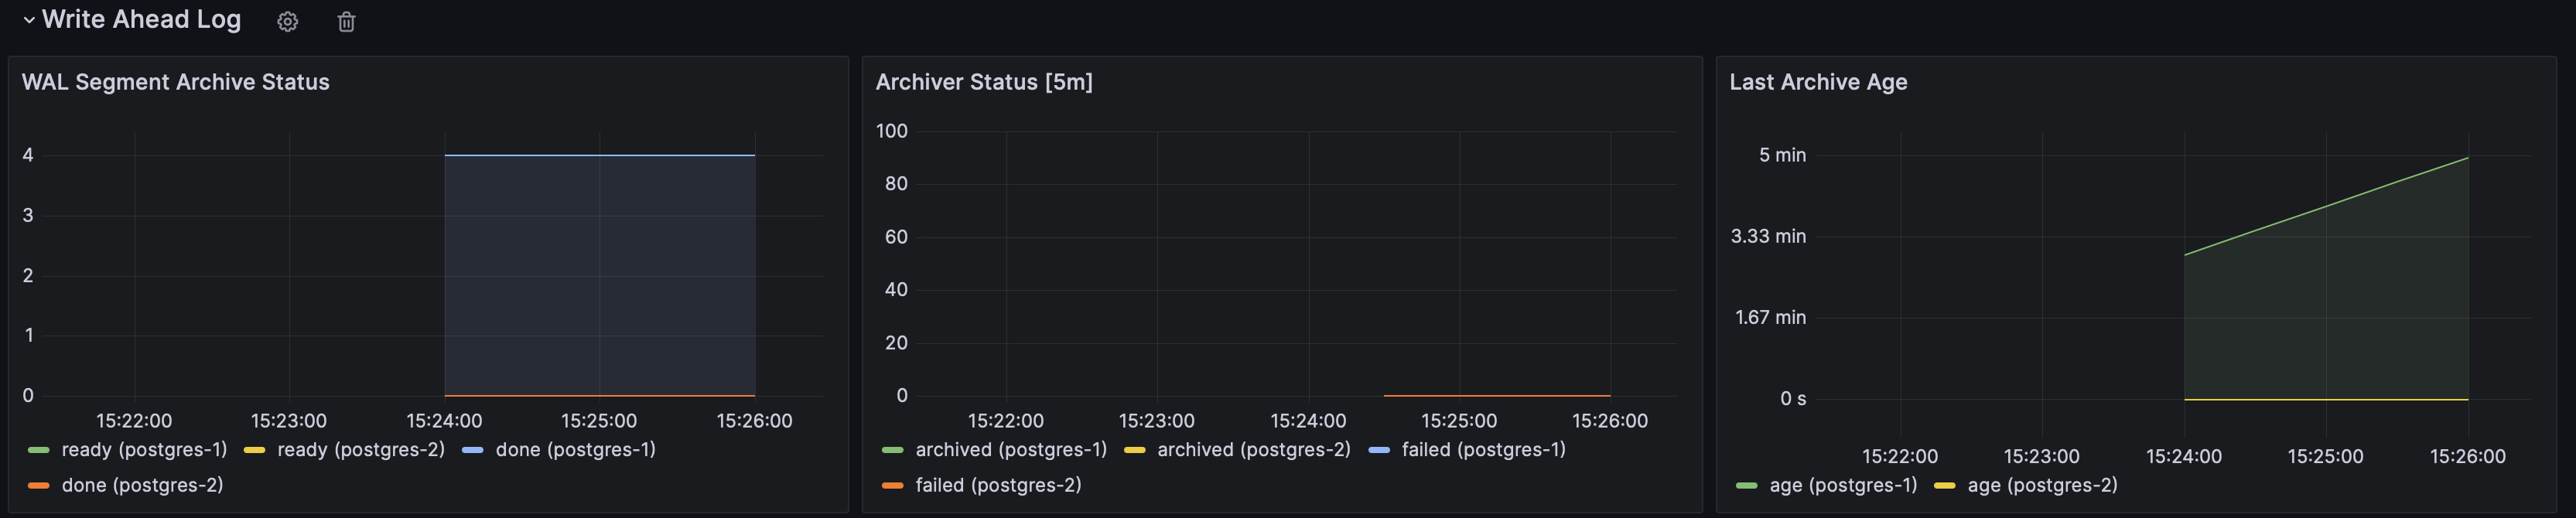 Write Ahead Log
WAL Segment Archive Status
4
3
2
1
0
15:22:00 15:23:00 15:24:00 15:25:00 15:26:00
ready (postgres-1) ready (postgres-2) done (postgres-1)
done (postgres-2)
Archiver Status [5m]
100
80
60
40
20
0
15:22:00 15:23:00 15:24:00 15:25:00 15:26:00
archived (postgres-1) archived (postgres-2) failed (postgres-1)
failed (postgres-2)
Last Archive Age
5 min
3.33 min
1.67 min
0 s
15:22:00 15:23:00 15:24:00 15:25:00 15:26:00
age (postgres-1) age (postgres-2)